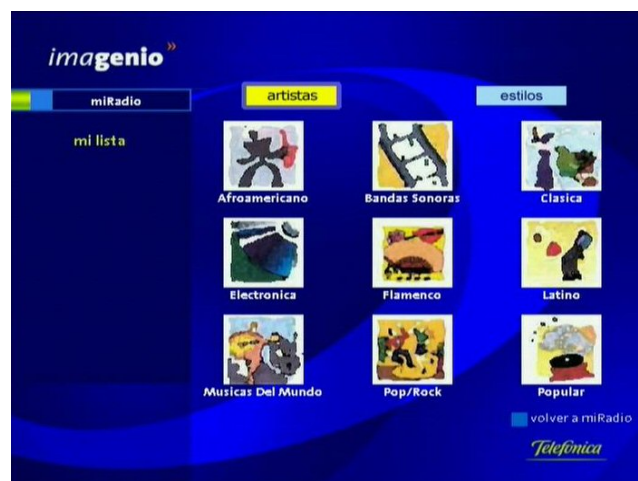 imagenio»
miRadio
artistas
estilos
mi lista
Afroamericano
Bandas Sonoras
Clasica
Electronica
Flamenco
Latino
Musicas Del Mundo
Pop/Rock
Popular
volver a miRadio
Telefónica